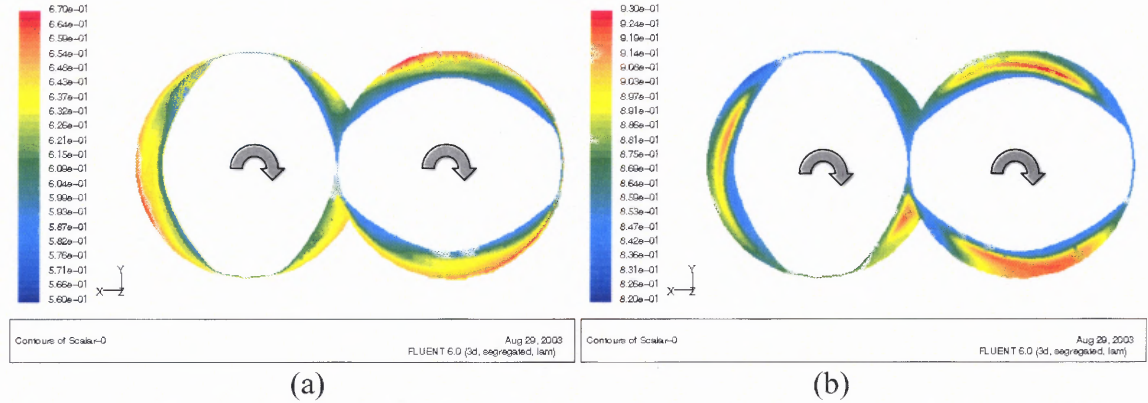 6.70e-01
6.64e-01
6.59e-01
6.54e-01
6.48e-01
6.43e-01
6.37e-01
6.32e-01
6.26e-01
6.21e-01
6.15e-01
6.09e-01
6.04e-01
5.99e-01
5.93e-01
5.87e-01
5.82e-01
5.76e-01
5.71e-01
5.66e-01
5.60e-01
Y
X Z
Contours of Scalar-0
Aug 29, 2003
FLUENT 6.0 (3d, segregated, lam)
(a)
9.30e-01
9.24e-01
9.19e-01
9.14e-01
9.08e-01
9.03e-01
8.97e-01
8.91e-01
8.86e-01
8.81e-01
8.75e-01
8.69e-01
8.64e-01
8.59e-01
8.53e-01
8.47e-01
8.42e-01
8.36e-01
8.31e-01
8.26e-01
8.20e-01
Y
X Z
Contours of Scalar-0
Aug 29, 2003
FLUENT 6.0 (3d, segregated, lam)
(b)